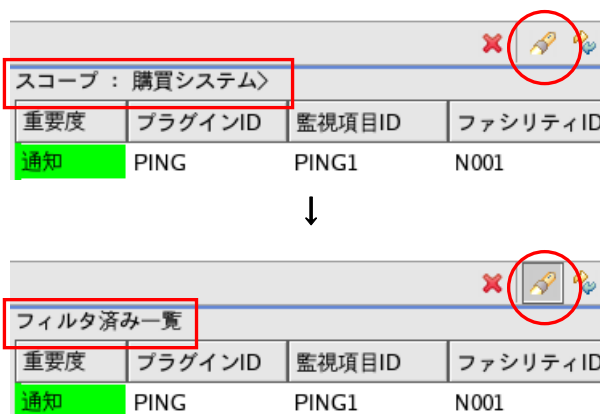 スコープ : 購買システム〉
重要度 プラグインID 監視項目ID ファシリティID
通知 PING PING1 N001
↓
フィルタ済み一覧
重要度 プラグインID 監視項目ID ファシリティID
通知 PING PING1 N001